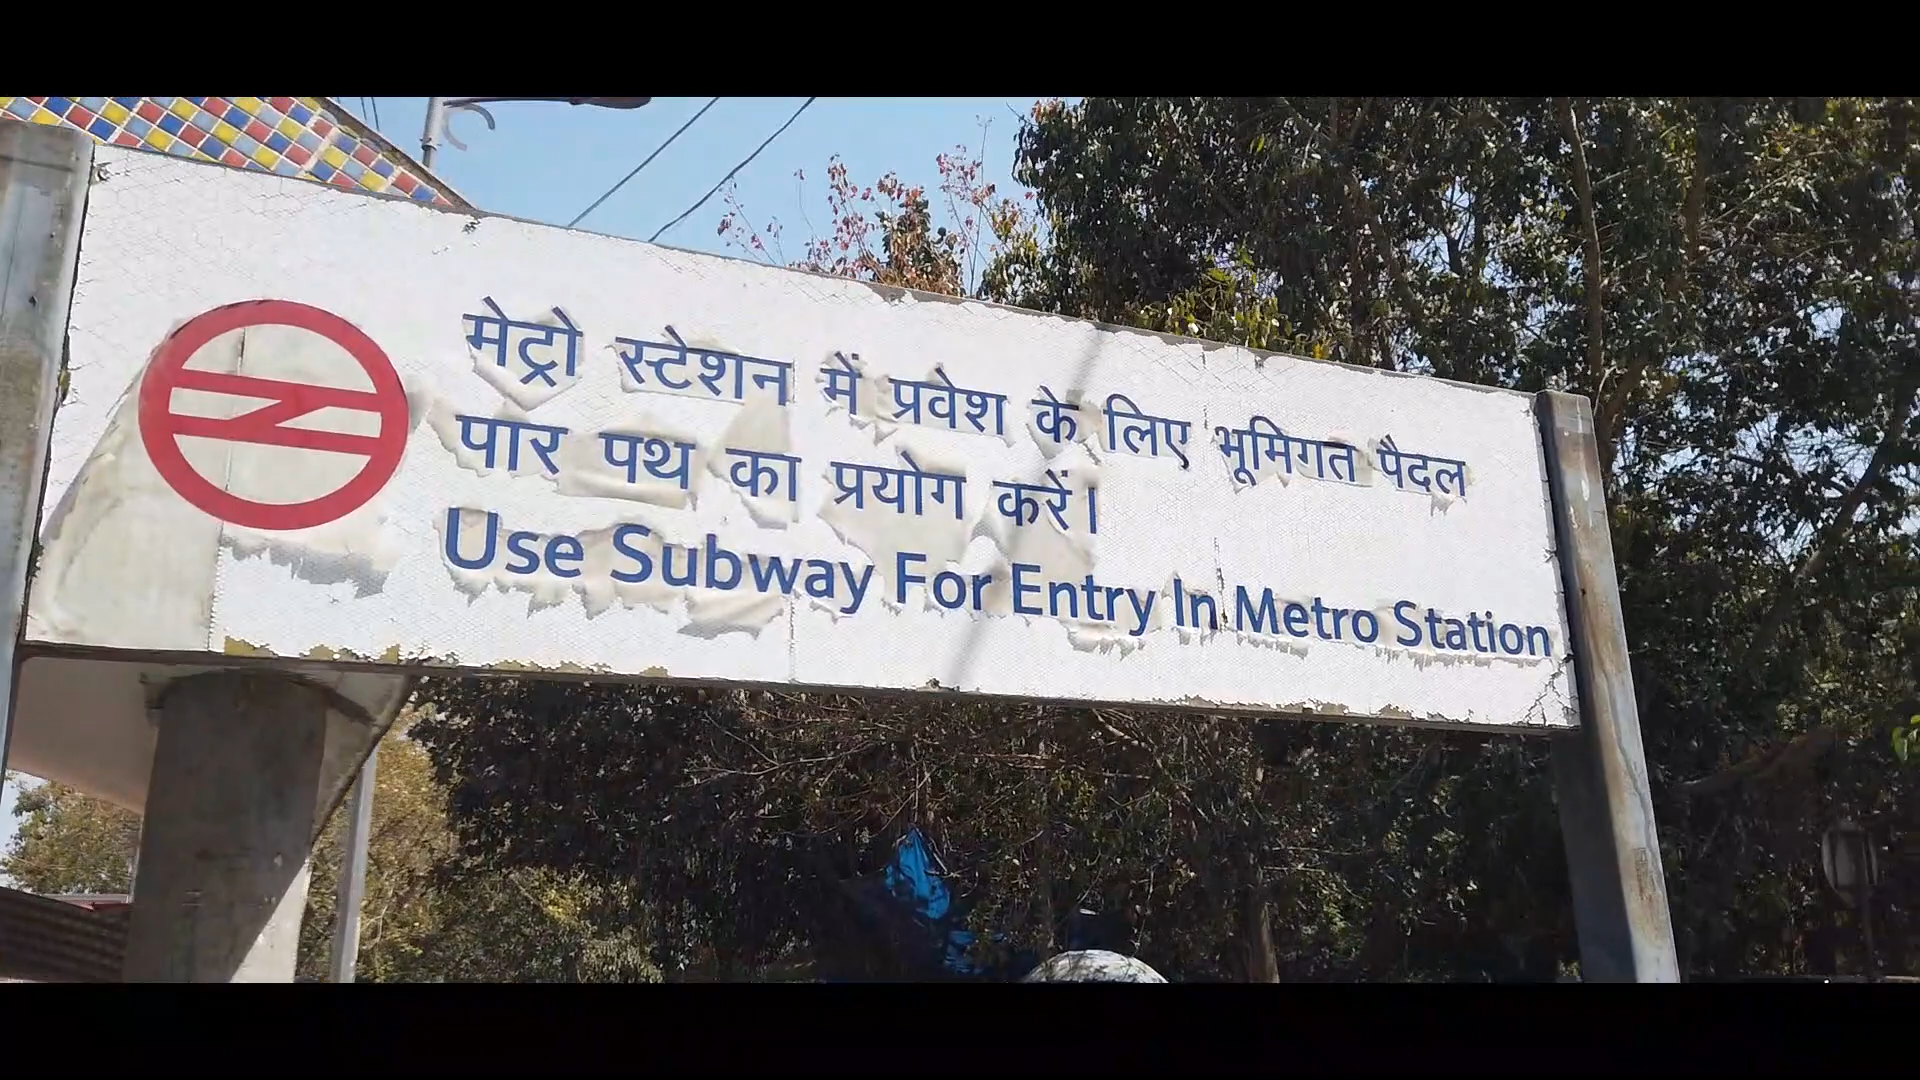 मेट्रो स्टेशन में प्रवेश के लिए भूमिगत पैदल
पार पथ का प्रयोग करें।
Use Subway For Entry In Metro Station